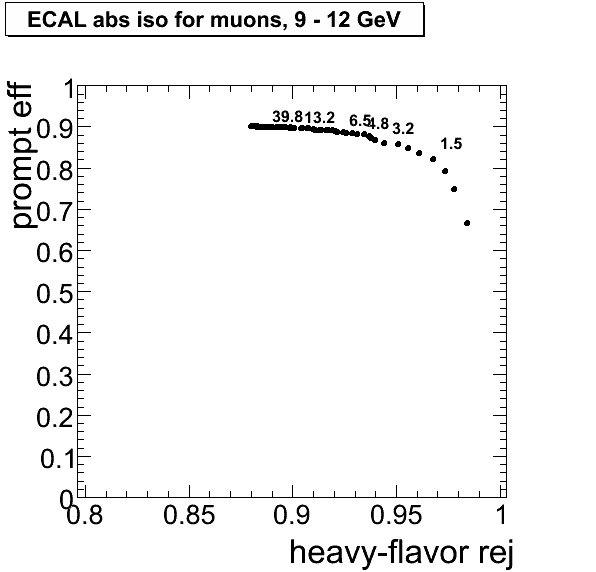 ECAL abs iso for muons, 9 - 12 GeV
prompt eff
1
0.9
0.8
0.7
0.6
0.5
0.4
0.3
0.2
0.1
0
39.8 13.2 6.5 4.8 3.2
1.5
0.8 0.85 0.9 0.95 1
heavy-flavor rej